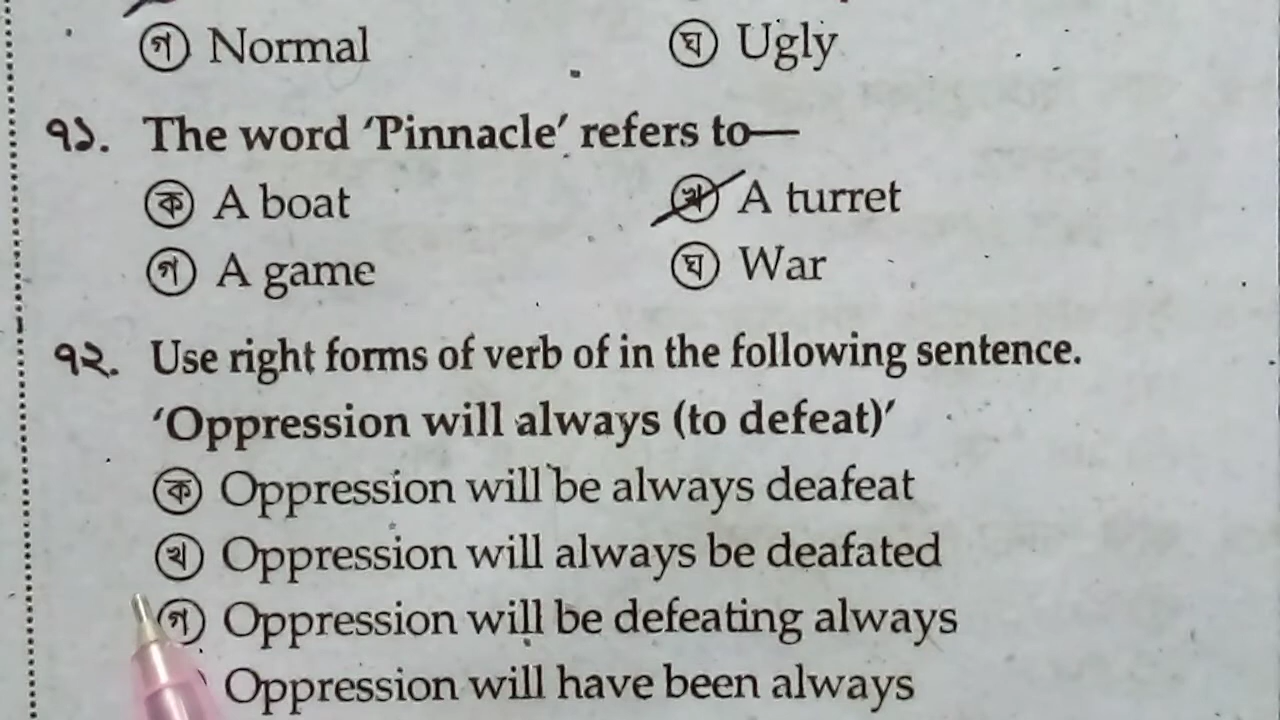 গ Normal ঘ Ugly
৭১. The word 'Pinnacle' refers to—
ক A boat খ A turret
গ A game ঘ War
৭২. Use right forms of verb of in the following sentence.
'Oppression will always (to defeat)'
ক Oppression will be always deafeat
খ Oppression will always be deafated
গ Oppression will be defeating always
Oppression will have been always